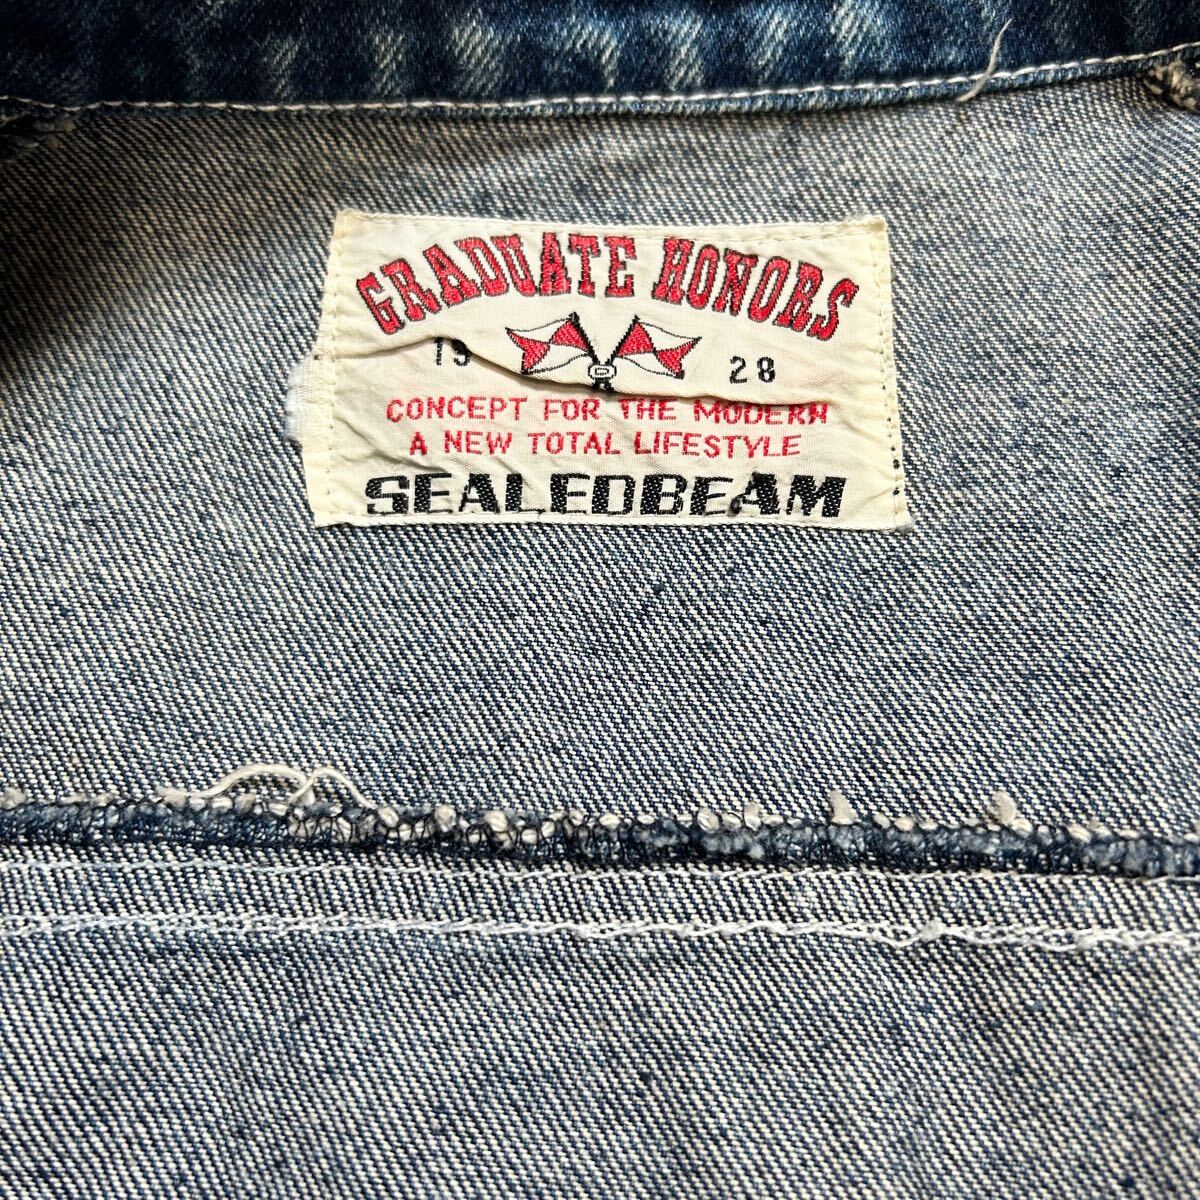 GRADUATE HONORS
19 28
CONCEPT FOR THE MODERN
A NEW TOTAL LIFESTYLE
SEALEDBEAM